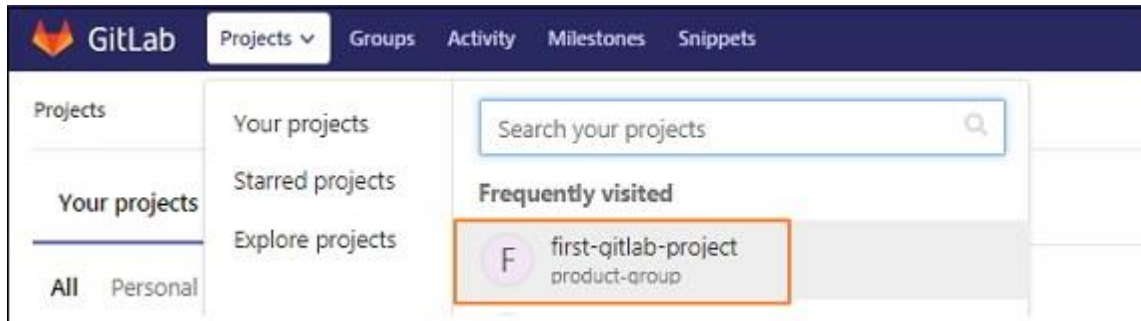 GitLab Projects Groups Activity Milestones Snippets
Projects
Your projects
All Personal
Your projects
Starred projects
Explore projects
Search your projects
Frequently visited
F
first-gitlab-project
product-group